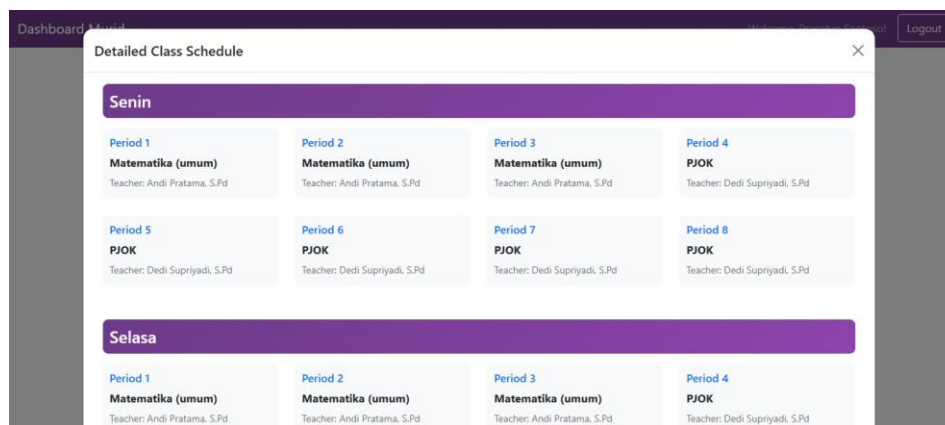 Dashboard Murid
Welcome, Prasetyo Santoso!
Logout
Detailed Class Schedule
Senin
Period 1
Matematika (umum)
Teacher: Andi Pratama, S.Pd
Period 2
Matematika (umum)
Teacher: Andi Pratama, S.Pd
Period 3
Matematika (umum)
Teacher: Andi Pratama, S.Pd
Period 4
PJOK
Teacher: Dedi Supriyadi, S.Pd
Period 5
PJOK
Teacher: Dedi Supriyadi, S.Pd
Period 6
PJOK
Teacher: Dedi Supriyadi, S.Pd
Period 7
PJOK
Teacher: Dedi Supriyadi, S.Pd
Period 8
PJOK
Teacher: Dedi Supriyadi, S.Pd
Selasa
Period 1
Matematika (umum)
Teacher: Andi Pratama, S.Pd
Period 2
Matematika (umum)
Teacher: Andi Pratama, S.Pd
Period 3
Matematika (umum)
Teacher: Andi Pratama, S.Pd
Period 4
PJOK
Teacher: Dedi Supriyadi, S.Pd